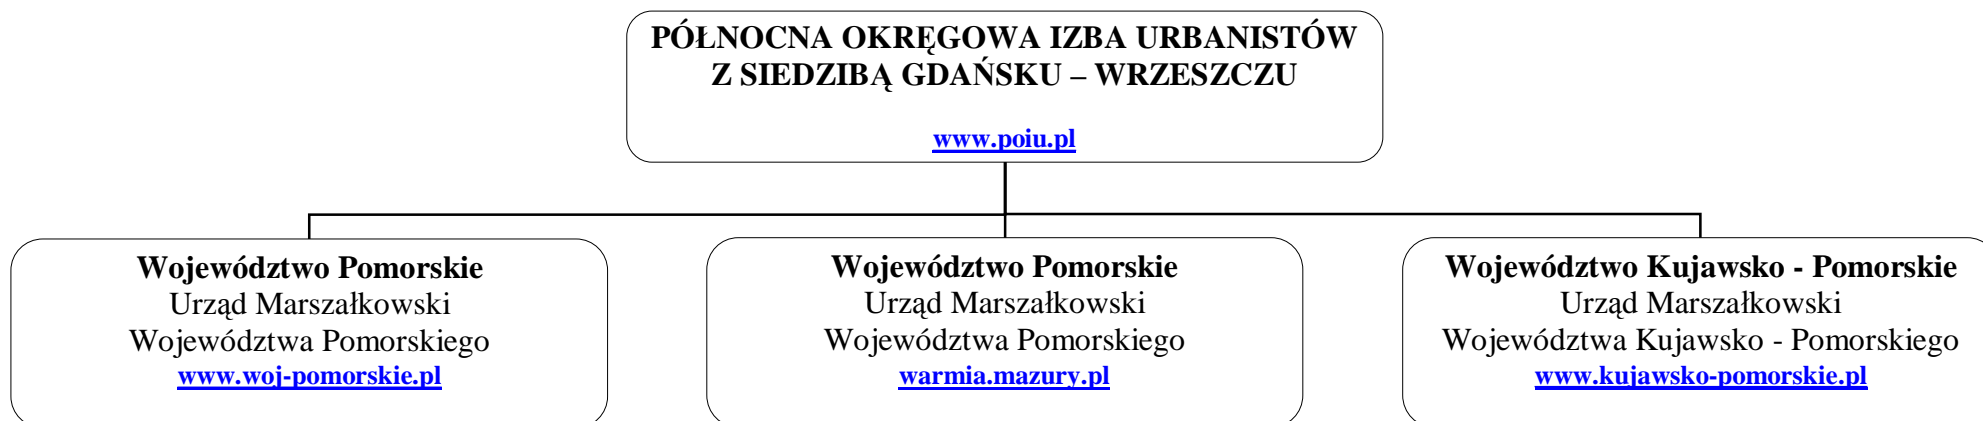 PÓŁNOCNA OKRĘGOWA IZBA URBANISTÓW
Z SIEDZIBĄ GDAŃSKU – WRZESZCZU
www.poiu.pl
Województwo Pomorskie
Urząd Marszałkowski
Województwa Pomorskiego
www.woj-pomorskie.pl
Województwo Pomorskie
Urząd Marszałkowski
Województwa Pomorskiego
warmia.mazury.pl
Województwo Kujawsko - Pomorskie
Urząd Marszałkowski
Województwa Kujawsko - Pomorskiego
www.kujawsko-pomorskie.pl